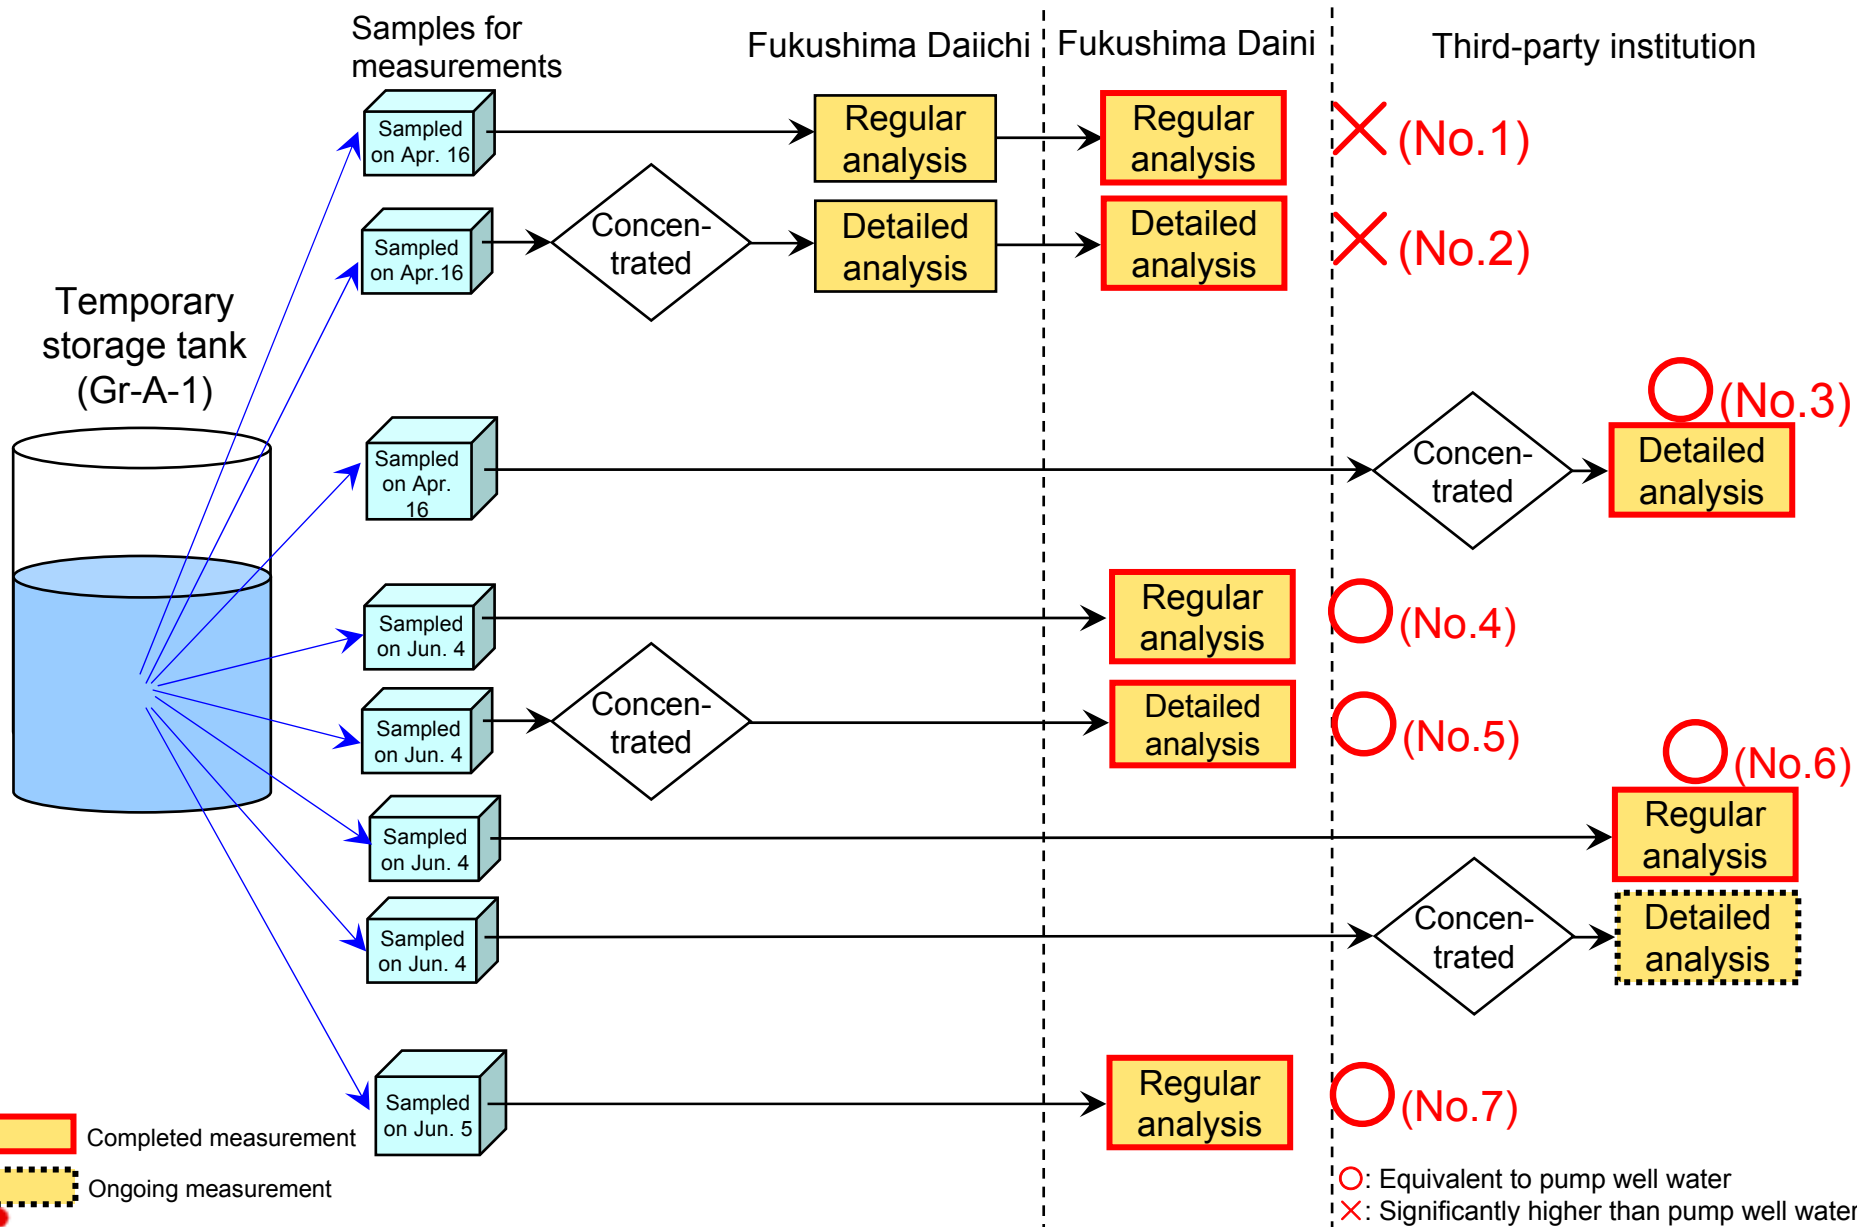 Samples for
measurements
Fukushima Daiichi
Fukushima Daini
Third-party institution
Sampled
on Apr. 16
Regular
analysis
Regular
analysis
(No.1)
Sampled
on Apr.16
Concen-
trated
Detailed
analysis
Detailed
analysis
(No.2)
Temporary
storage tank
(Gr-A-1)
Sampled
on Apr.
16
Concen-
trated
(No.3)
Detailed
analysis
Sampled
on Jun. 4
Regular
analysis
(No.4)
Sampled
on Jun. 4
Concen-
trated
Detailed
analysis
(No.5)
(No.6)
Sampled
on Jun. 4
Regular
analysis
Sampled
on Jun. 4
Concen-
trated
Detailed
analysis
Sampled
on Jun. 5
Regular
analysis
(No.7)
Completed measurement
Ongoing measurement
○: Equivalent to pump well water
×: Significantly higher than pump well water